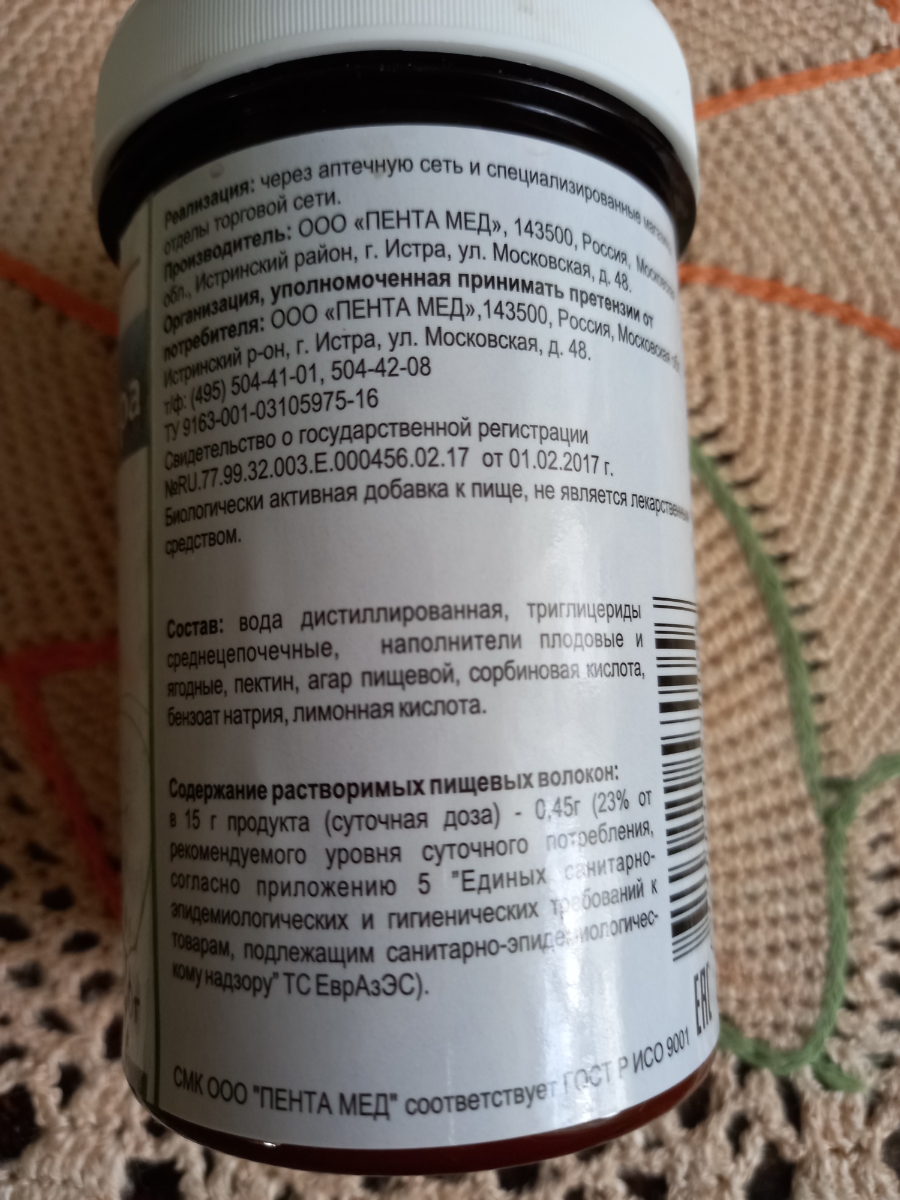 Реализация: через аптечную сеть и специализированные
отделы торговой сети.
Производитель: ООО «ПЕНТА МЕД», 143500, Россия,
обл., Истринский район, г. Истра, ул. Московская, д. 48.
Организация, уполномоченная принимать претензии от
потребителя: ООО «ПЕНТА МЕД»,143500, Россия, Московская
Истринский р-он, г. Истра, ул. Московская, д. 48.
т/ф: (495) 504-41-01, 504-42-08
ТУ 9163-001-03105975-16
Свидетельство о государственной регистрации
№RU.77.99.32.003.Е.000456.02.17 от 01.02.2017 г.
Биологически активная добавка к пище, не является
средством.
Состав: вода дистиллированная, триглицериды
среднецепочечные, наполнители плодовые и
ягодные, пектин, агар пищевой, сорбиновая кислота,
бензоат натрия, лимонная кислота.
Содержание растворимых пищевых волокон:
в 15 г продукта (суточная доза) - 0,45г (23% от
рекомендуемого уровня суточного потребления,
согласно приложению 5 "Единых санитарно-
эпидемиологических и гигиенических требований к
товарам, подлежащим санитарно-эпидемиологичес-
кому надзору" ТС ЕврАзЭС).
EAC
СМК ООО "ПЕНТА МЕД" соответствует ГОСТ Р ИСО 9001